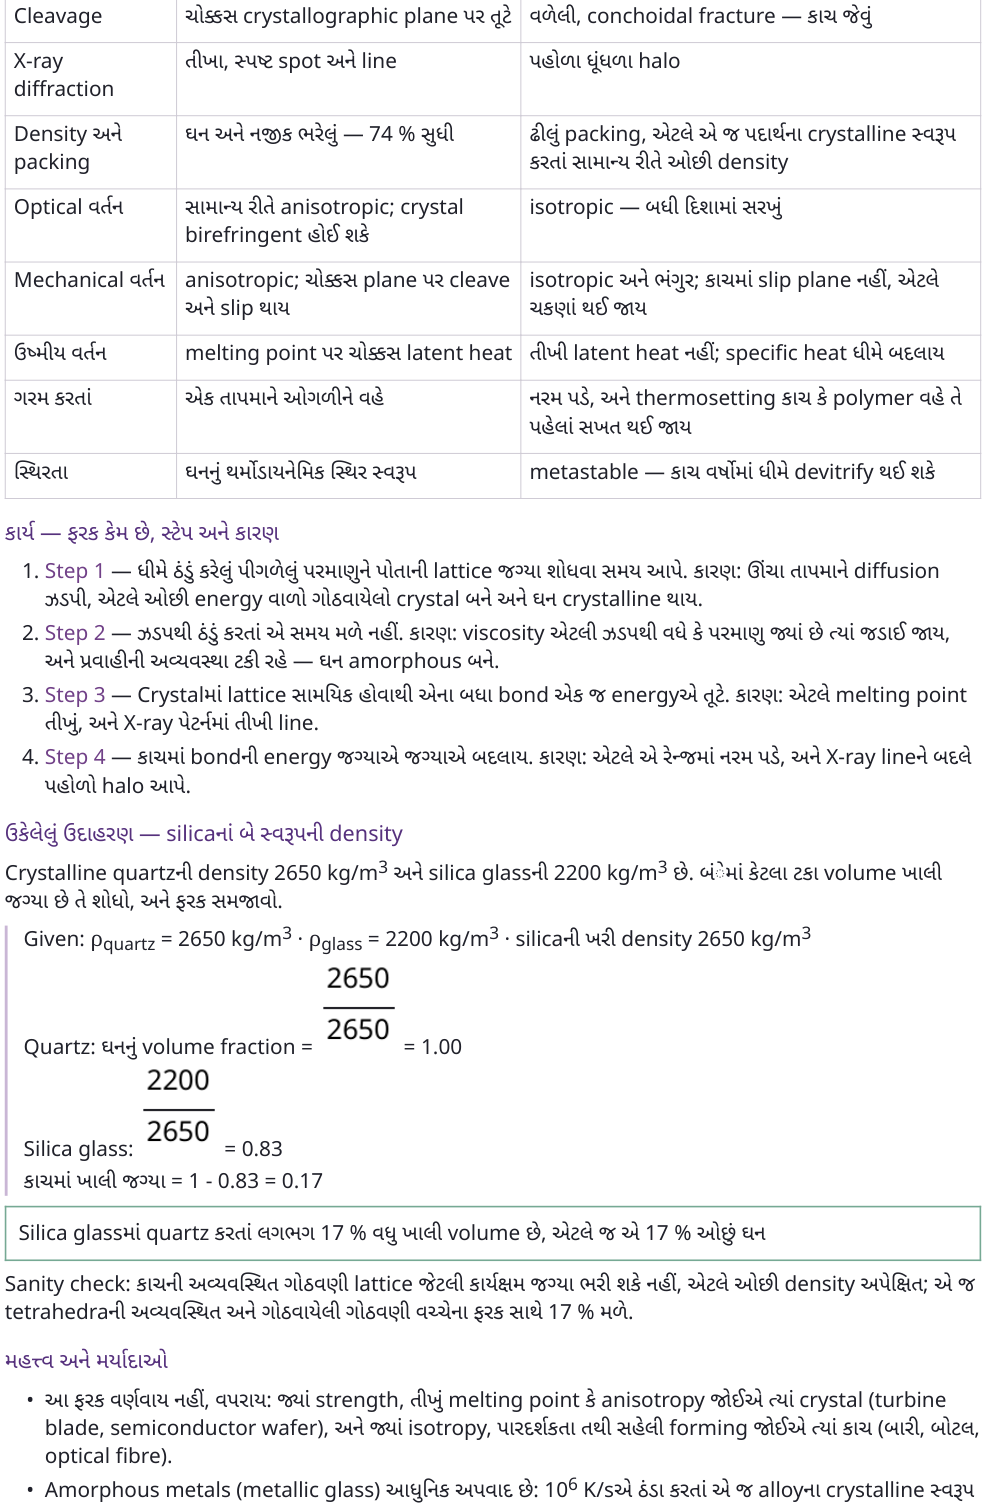 Cleavage ચોક્કસ crystallographic plane પર તૂટે વળેલી, conchoidal fracture — કાચ જેવું
X-ray diffraction તીખા, સ્પષ્ટ spot અને line પહોળા ધૂંધળા halo
Density અને packing ઘન અને નજીક ભરેલું — 74 % સુધી ઢીલું packing, એટલે એ જ પદાર્થના crystalline સ્વરૂપ
કરતાં સામાન્ય રીતે ઓછી density
Optical વર્તન સામાન્ય રીતે anisotropic; crystal birefringent હોઈ શકે isotropic — બધી દિશામાં સરખું
Mechanical વર્તન anisotropic; ચોક્કસ plane પર cleave અને slip થાય isotropic અને ભંગુર; કાચમાં slip plane નહીં, એટલે
ચકણાં થઈ જાય
ઉષ્મીય વર્તન melting point પર ચોક્કસ latent heat તીખી latent heat નહીં; specific heat ધીમે બદલાય
ગરમ કરતાં એક તાપમાને ઓગળીને વહે નરમ પડે, અને thermosetting કાચ કે polymer વહે તે
પહેલાં સખત થઈ જાય
સ્થિરતા ઘનનું થર્મોડાયનેમિક સ્થિર સ્વરૂપ metastable — કાચ વર્ષોમાં ધીમે devitrify થઈ શકે
કાર્ય — ફરક કેમ છે, સ્ટેપ અને કારણ
1. Step 1 — ધીમે ઠંડું કરેલું પીગળેલું પરમાણુને પોતાની lattice જગ્યા શોધવા સમય આપે. કારણ: ઊંચા તાપમાને diffusion
ઝડપી, એટલે ઓછી energy વાળો ગોઠવાયેલો crystal બને અને ઘન crystalline થાય.
2. Step 2 — ઝડપથી ઠંડું કરતાં એ સમય મળે નહીં. કારણ: viscosity એટલી ઝડપથી વધે કે પરમાણુ જ્યાં છે ત્યાં જડાઈ જાય,
અને પ્રવાહીની અવ્યવસ્થા ટકી રહે — ઘન amorphous બને.
3. Step 3 — Crystalમાં lattice સામયિક હોવાથી એના બધા bond એક જ energyએ તૂટે. કારણ: એટલે melting point
તીખું, અને X-ray પેટર્નમાં તીખી line.
4. Step 4 — કાચમાં bondની energy જગ્યાએ જગ્યાએ બદલાય. કારણ: એટલે એ રેન્જમાં નરમ પડે, અને X-ray lineને બદલે
પહોળો halo આપે.
ઉકેલેલું ઉદાહરણ — silicaનાં બે સ્વરૂપની density
Crystalline quartzની density 2650 kg/m³ અને silica glassની 2200 kg/m³ છે. બંેમાં કેટલા ટકા volume ખાલી
જગ્યા છે તે શોધો, અને ફરક સમજાવો.
Given: ρquartz = 2650 kg/m³ · ρglass = 2200 kg/m³ · silicaની ખરી density 2650 kg/m³
Quartz: ઘનનું volume fraction = 2650/2650 = 1.00
Silica glass: 2200/2650 = 0.83
કાચમાં ખાલી જગ્યા = 1 - 0.83 = 0.17
Silica glassમાં quartz કરતાં લગભગ 17 % વધુ ખાલી volume છે, એટલે જ એ 17 % ઓછું ઘન
Sanity check: કાચની અવ્યવસ્થિત ગોઠવણી lattice જેટલી કાર્યક્ષમ જગ્યા ભરી શકે નહીં, એટલે ઓછી density અપેક્ષિત; એ જ
tetrahedraની અવ્યવસ્થિત અને ગોઠવાયેલી ગોઠવણી વચ્ચેના ફરક સાથે 17 % મળે.
મહત્ત્વ અને મર્યાદાઓ
• આ ફરક વર્ણવાય નહીં, વપરાય: જ્યાં strength, તીખું melting point કે anisotropy જોઈએ ત્યાં crystal (turbine
blade, semiconductor wafer), અને જ્યાં isotropy, પારદર્શકતા તથી સહેલી forming જોઈએ ત્યાં કાચ (બારી, બોટલ,
optical fibre).
• Amorphous metals (metallic glass) આધુનિક અપવાદ છે: 10⁶ K/sએ ઠંડા કરતાં એ જ alloyના crystalline સ્વરૂપ